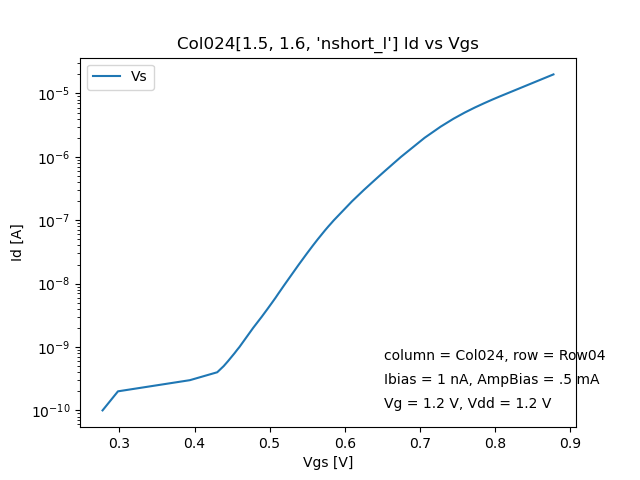 Col024[1.5, 1.6, 'nshort_l'] Id vs Vgs
Vs
10⁻⁵
10⁻⁶
10⁻⁷
10⁻⁸
10⁻⁹
10⁻¹⁰
Id [A]
column = Col024, row = Row04
Ibias = 1 nA, AmpBias = .5 mA
Vg = 1.2 V, Vdd = 1.2 V
0.3 0.4 0.5 0.6 0.7 0.8 0.9
Vgs [V]